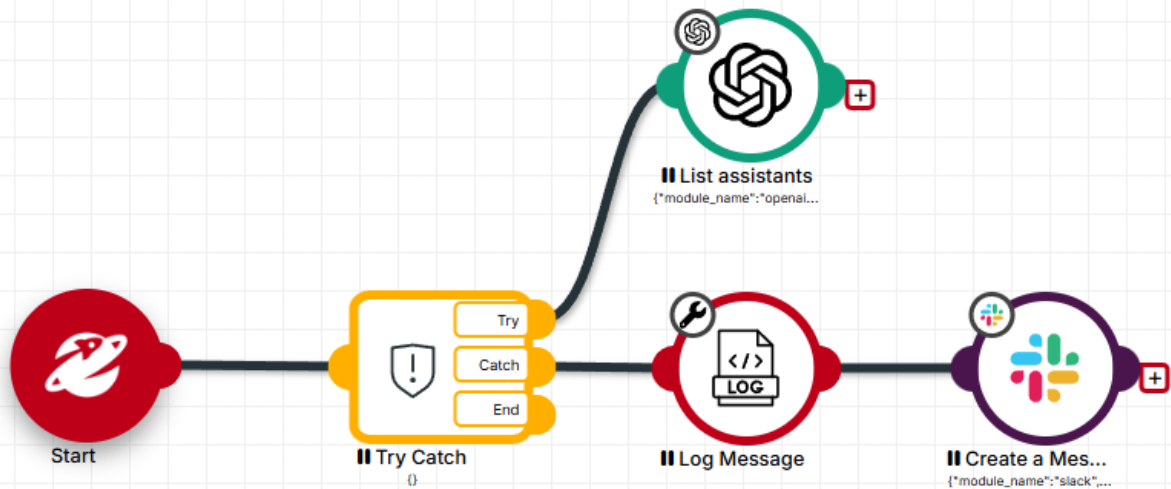 +
List assistants
{"module_name":"openai...
Try
Catch
End
</>
LOG
+
Start
Try Catch
{}
Log Message
Create a Mes...
{"module_name":"slack",...